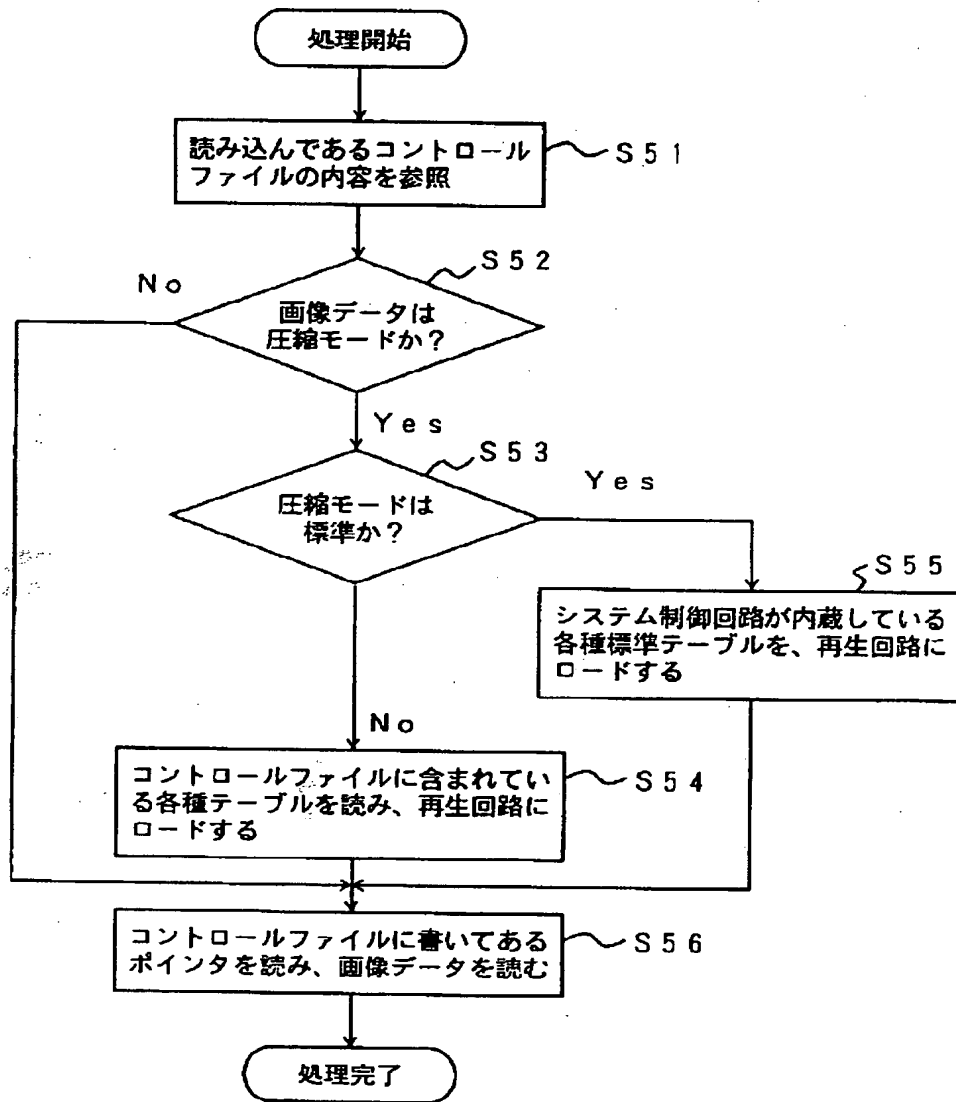 処理開始
読み込んであるコントロール
ファイルの内容を参照
S51
S52
No
画像データは
圧縮モードか？
Yes
S53
Yes
圧縮モードは
標準か？
S55
システム制御回路が内蔵している
各種標準テーブルを、再生回路に
ロードする
No
コントロールファイルに含まれてい
る各種テーブルを読み、再生回路に
ロードする
S54
コントロールファイルに書いてある
ポインタを読み、画像データを読む
S56
処理完了